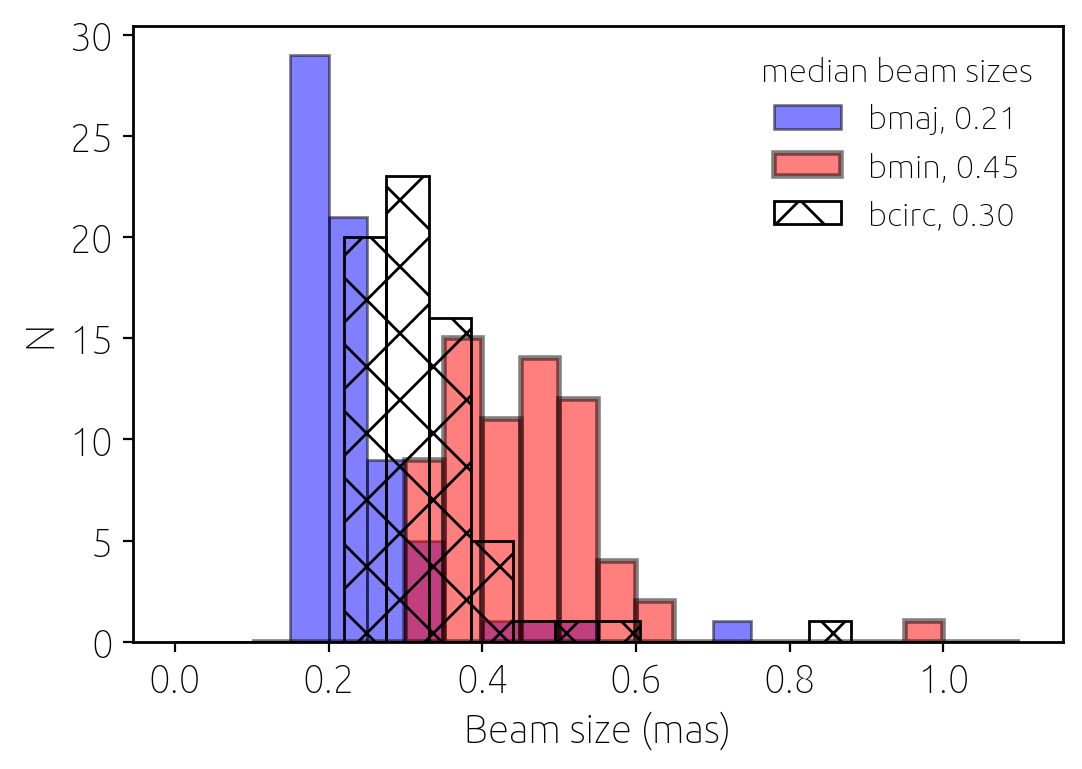 median beam sizes
bmaj, 0.21
bmin, 0.45
bcirc, 0.30
N
30
25
20
15
10
5
0
0.0 0.2 0.4 0.6 0.8 1.0
Beam size (mas)